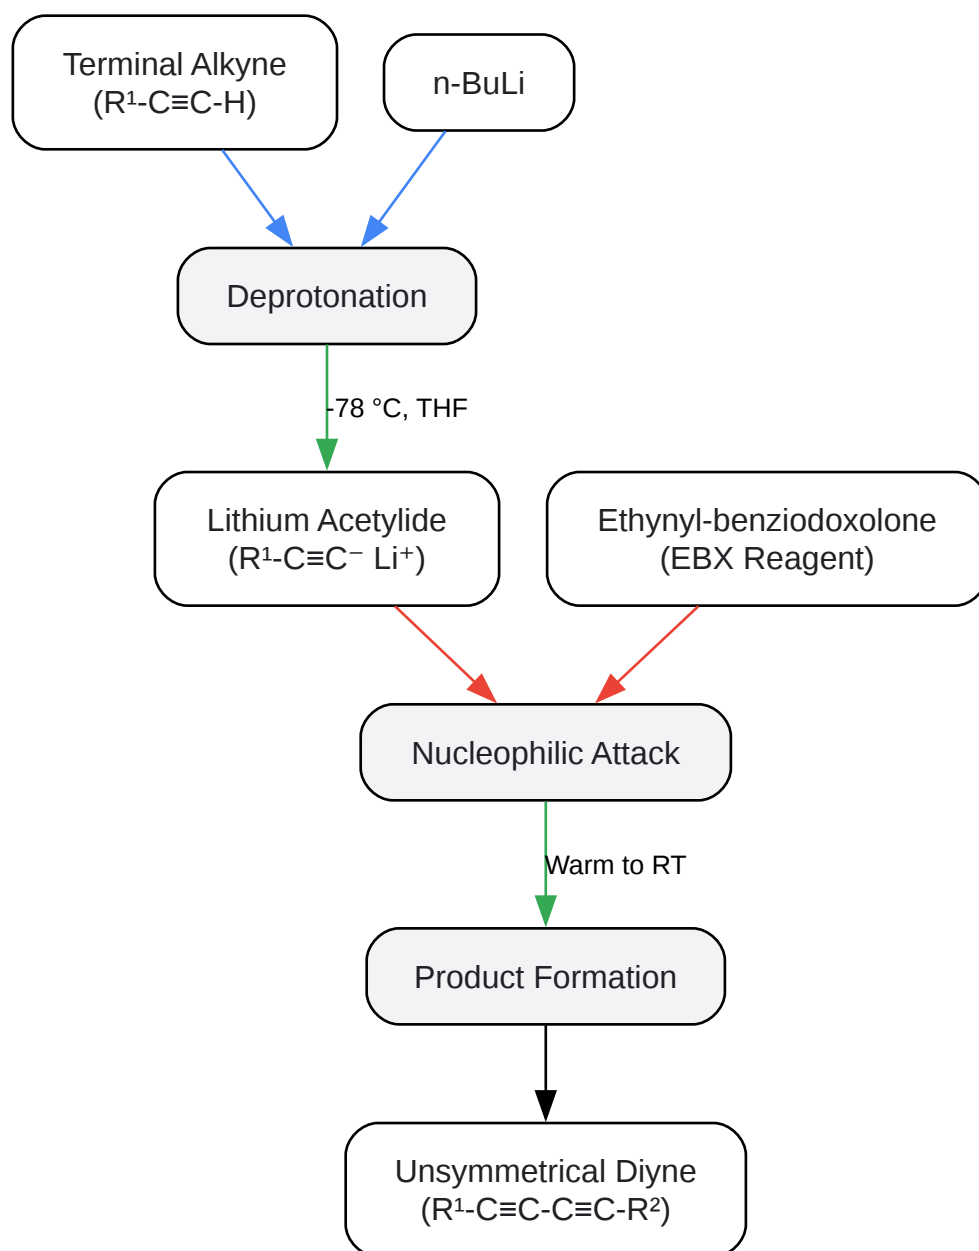 Terminal Alkyne
(R¹-C≡C-H)
n-BuLi
Deprotonation
-78 °C, THF
Lithium Acetylide
(R¹-C≡C⁻ Li⁺)
Ethynyl-benziodoxolone
(EBX Reagent)
Nucleophilic Attack
Warm to RT
Product Formation
Unsymmetrical Diyne
(R¹-C≡C-C≡C-R²)